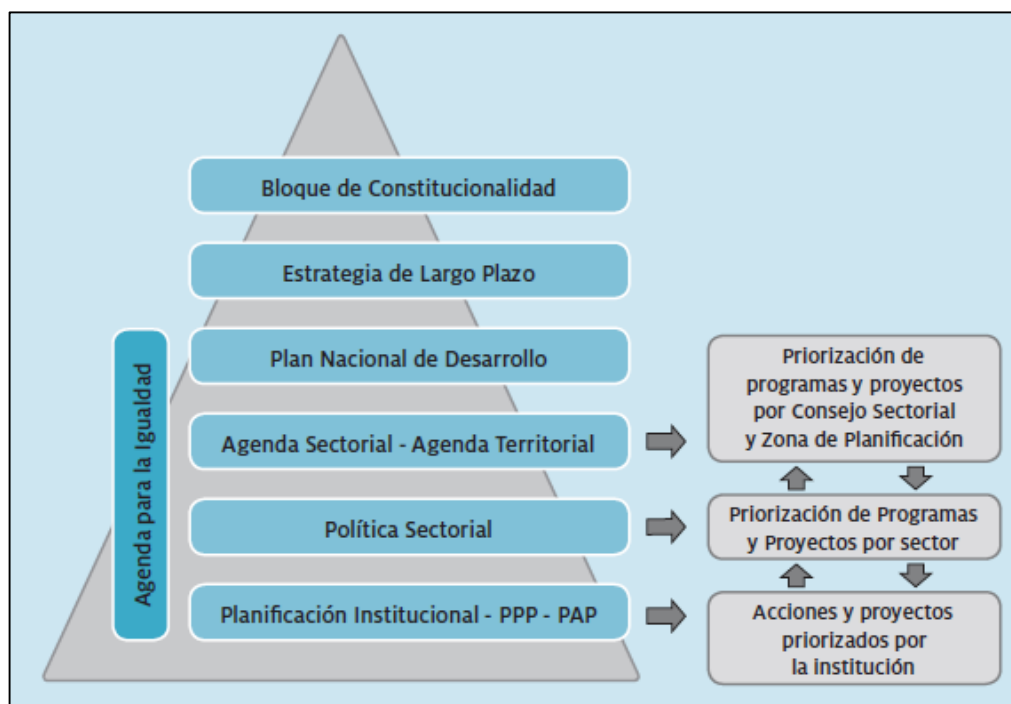 Bloque de Constitucionalidad
Estrategia de Largo Plazo
Plan Nacional de Desarrollo
Agenda Sectorial - Agenda Territorial
Política Sectorial
Planificación Institucional - PPP - PAP
Agenda para la Igualdad
Priorización de
programas y proyectos
por Consejo Sectorial
y Zona de Planificación
Priorización de Programas
y Proyectos por sector
Acciones y proyectos
priorizados por
la institución